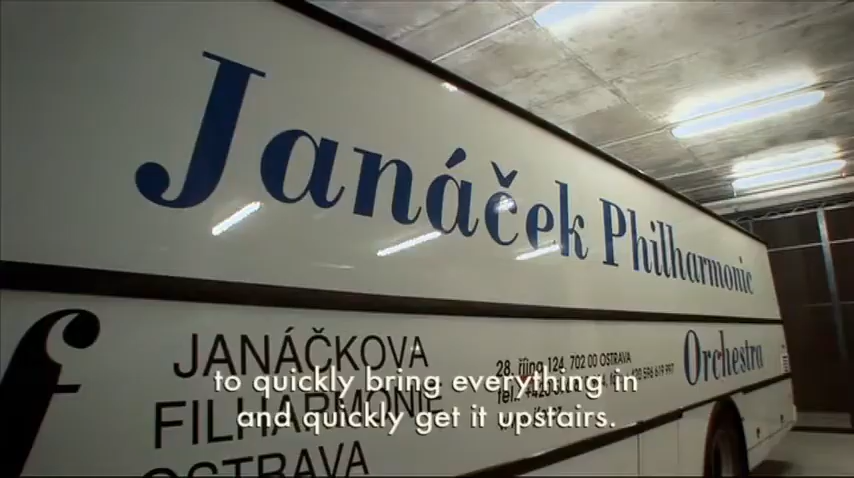 Janáček Philharmonic
Orchestra
JANÁČKOVA
FILHARMONIE
OSTRAVA
28. října 124, 702 00 OSTRAVA
to quickly bring everything in
and quickly get it upstairs.